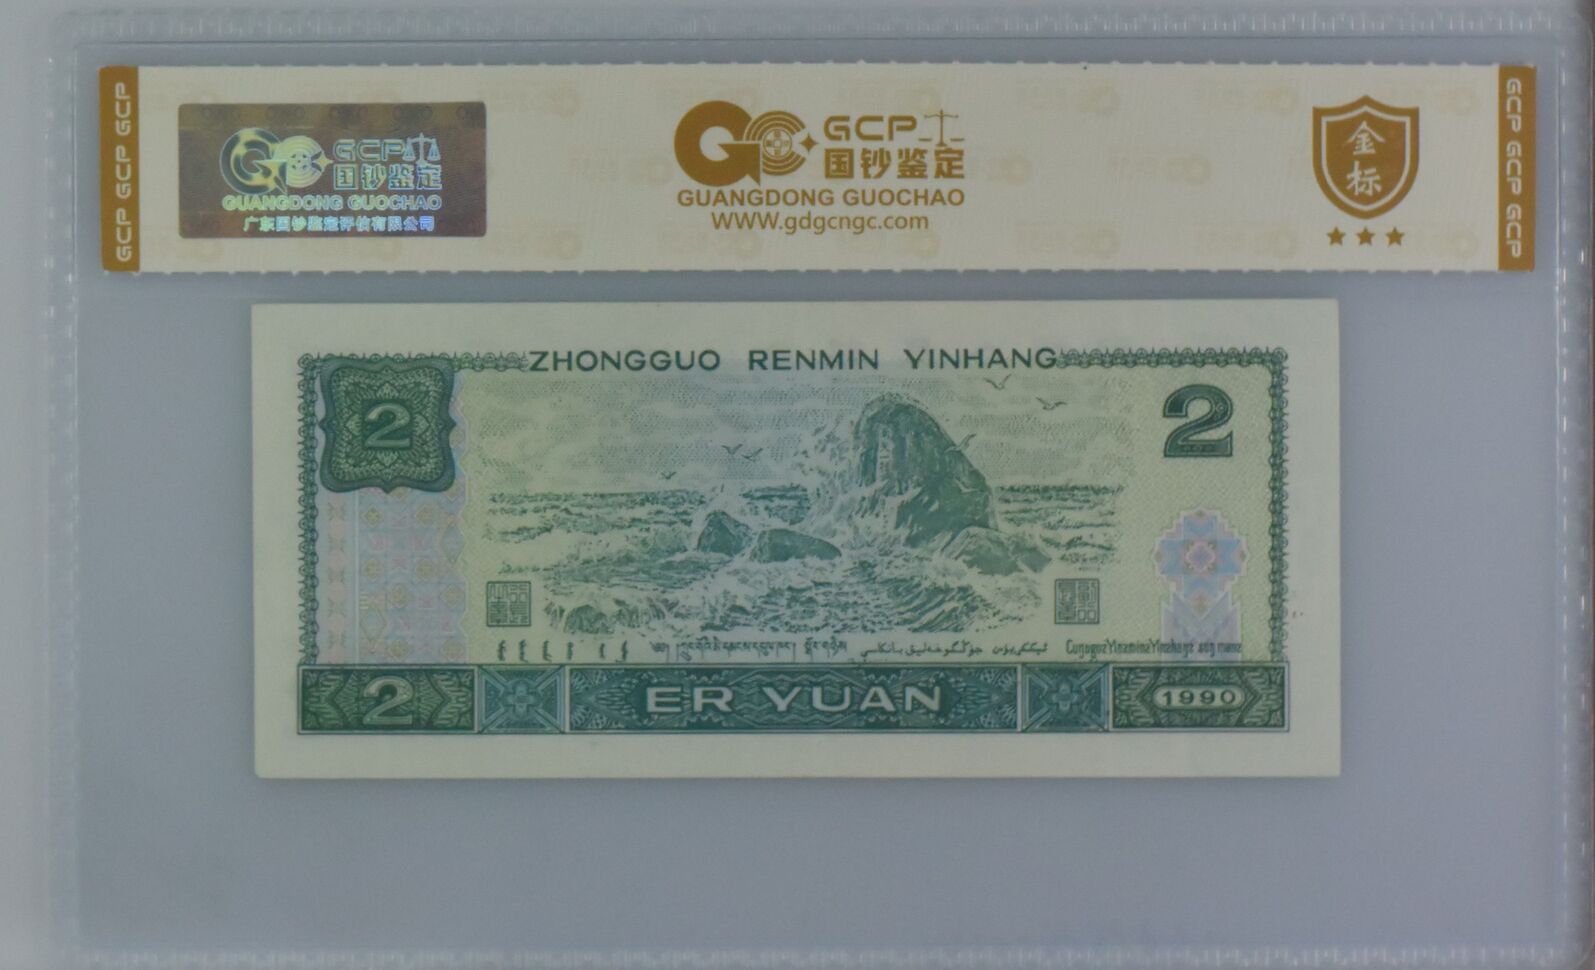 GCP GCP GCP
GCP
国钞鉴定
GUANGDONG GUOCHAO
广东国钞鉴定评估有限公司
GCP
国钞鉴定
GUANGDONG GUOCHAO
WWW.gdgcngc.com
金
标
GCP GCP GCP
ZHONGGUO RENMIN YINHANG
2
2
2
ER YUAN
1990